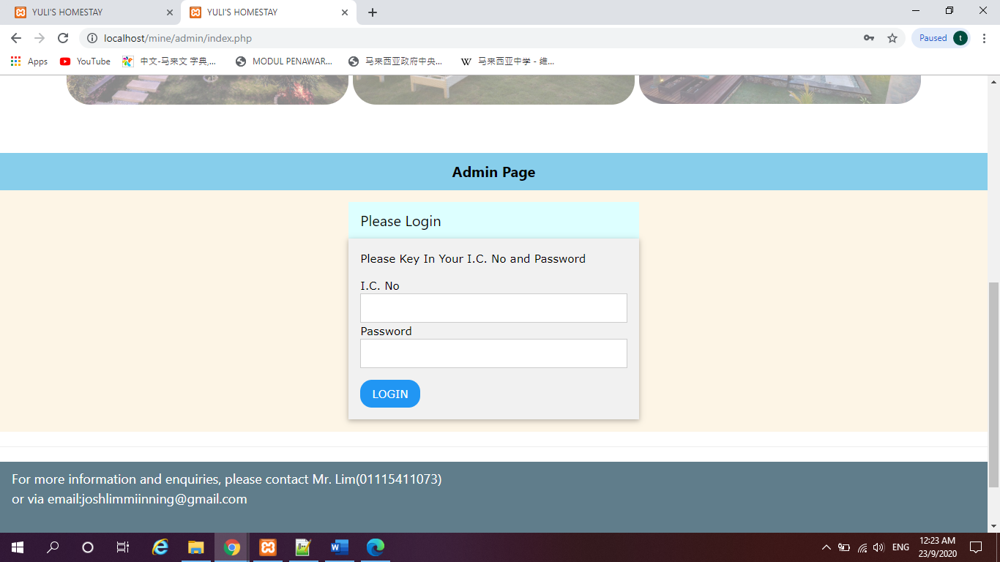 YULI'S HOMESTAY
YULI'S HOMESTAY
localhost/mine/admin/index.php
Paused
t
Apps
YouTube
中文-马来文 字典,...
MODUL PENAWAR...
马来西亚政府中央...
W
马来西亚中学 - 维...
Admin Page
Please Login
Please Key In Your I.C. No and Password
I.C. No
Password
LOGIN
For more information and enquiries, please contact Mr. Lim(01115411073)
or via email:joshlimmiinning@gmail.com
ENG
12:23 AM
23/9/2020